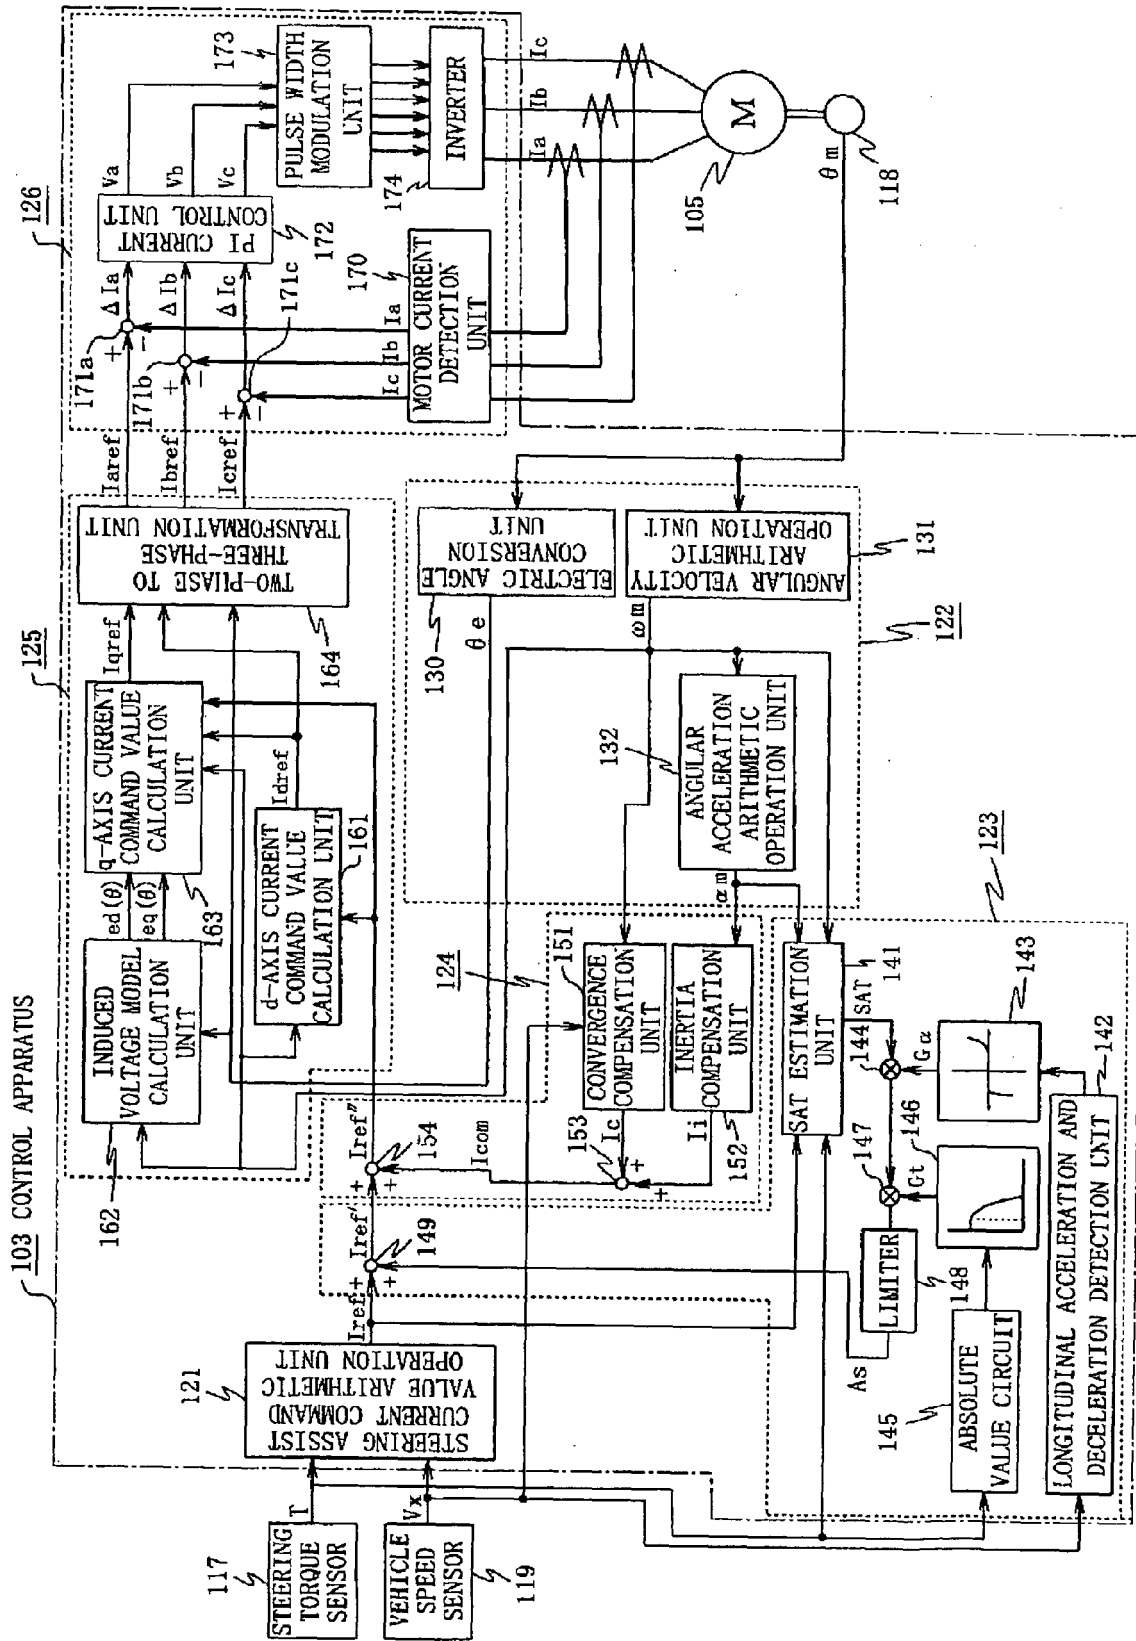 103 CONTROL APPARATUS
117
STEERING
TORQUE
SENSOR
T
VEHICLE
SPEED
SENSOR
119
Vx
121
STEERING ASSIST
CURRENT COMMAND
VALUE ARITHMETIC
OPERATION UNIT
Iref
+
+
149
Iref'
+
+
154
Iref"
Icom
125
162
INDUCED
VOLTAGE MODEL
CALCULATION
UNIT
ed(θ)
eq(θ)
163
q-AXIS CURRENT
COMMAND VALUE
CALCULATION
UNIT
Iqref
d-AXIS CURRENT
COMMAND VALUE
CALCULATION UNIT
161
Idref
164
TWO-PHASE TO
THREE-PHASE
TRANSFORMATION UNIT
Iaref
Ibref
Icref
126
171a
+
-
ΔIa
171b
+
-
ΔIb
171c
+
-
ΔIc
PI CURRENT
CONTROL UNIT
172
Va
Vb
Vc
173
PULSE WIDTH
MODULATION
UNIT
174
INVERTER
170
MOTOR CURRENT
DETECTION
UNIT
Ia
Ib
Ic
Ia
Ib
Ic
M
105
θm
118
122
130
ELECTRIC ANGLE
CONVERSION
UNIT
θe
131
ANGULAR VELOCITY
ARITHMETIC
OPERATION UNIT
ωm
132
ANGULAR
ACCELERATION
ARITHMETIC
OPERATION UNIT
αm
124
151
CONVERGENCE
COMPENSATION
UNIT
Ic
INERTIA
COMPENSATION
UNIT
152
Ii
153
+
+
123
SAT ESTIMATION
UNIT
141
SAT
144
Gα
143
142
LONGITUDINAL ACCELERATION AND
DECELERATION DETECTION UNIT
147
Gt
146
LIMITER
148
As
145
ABSOLUTE
VALUE CIRCUIT